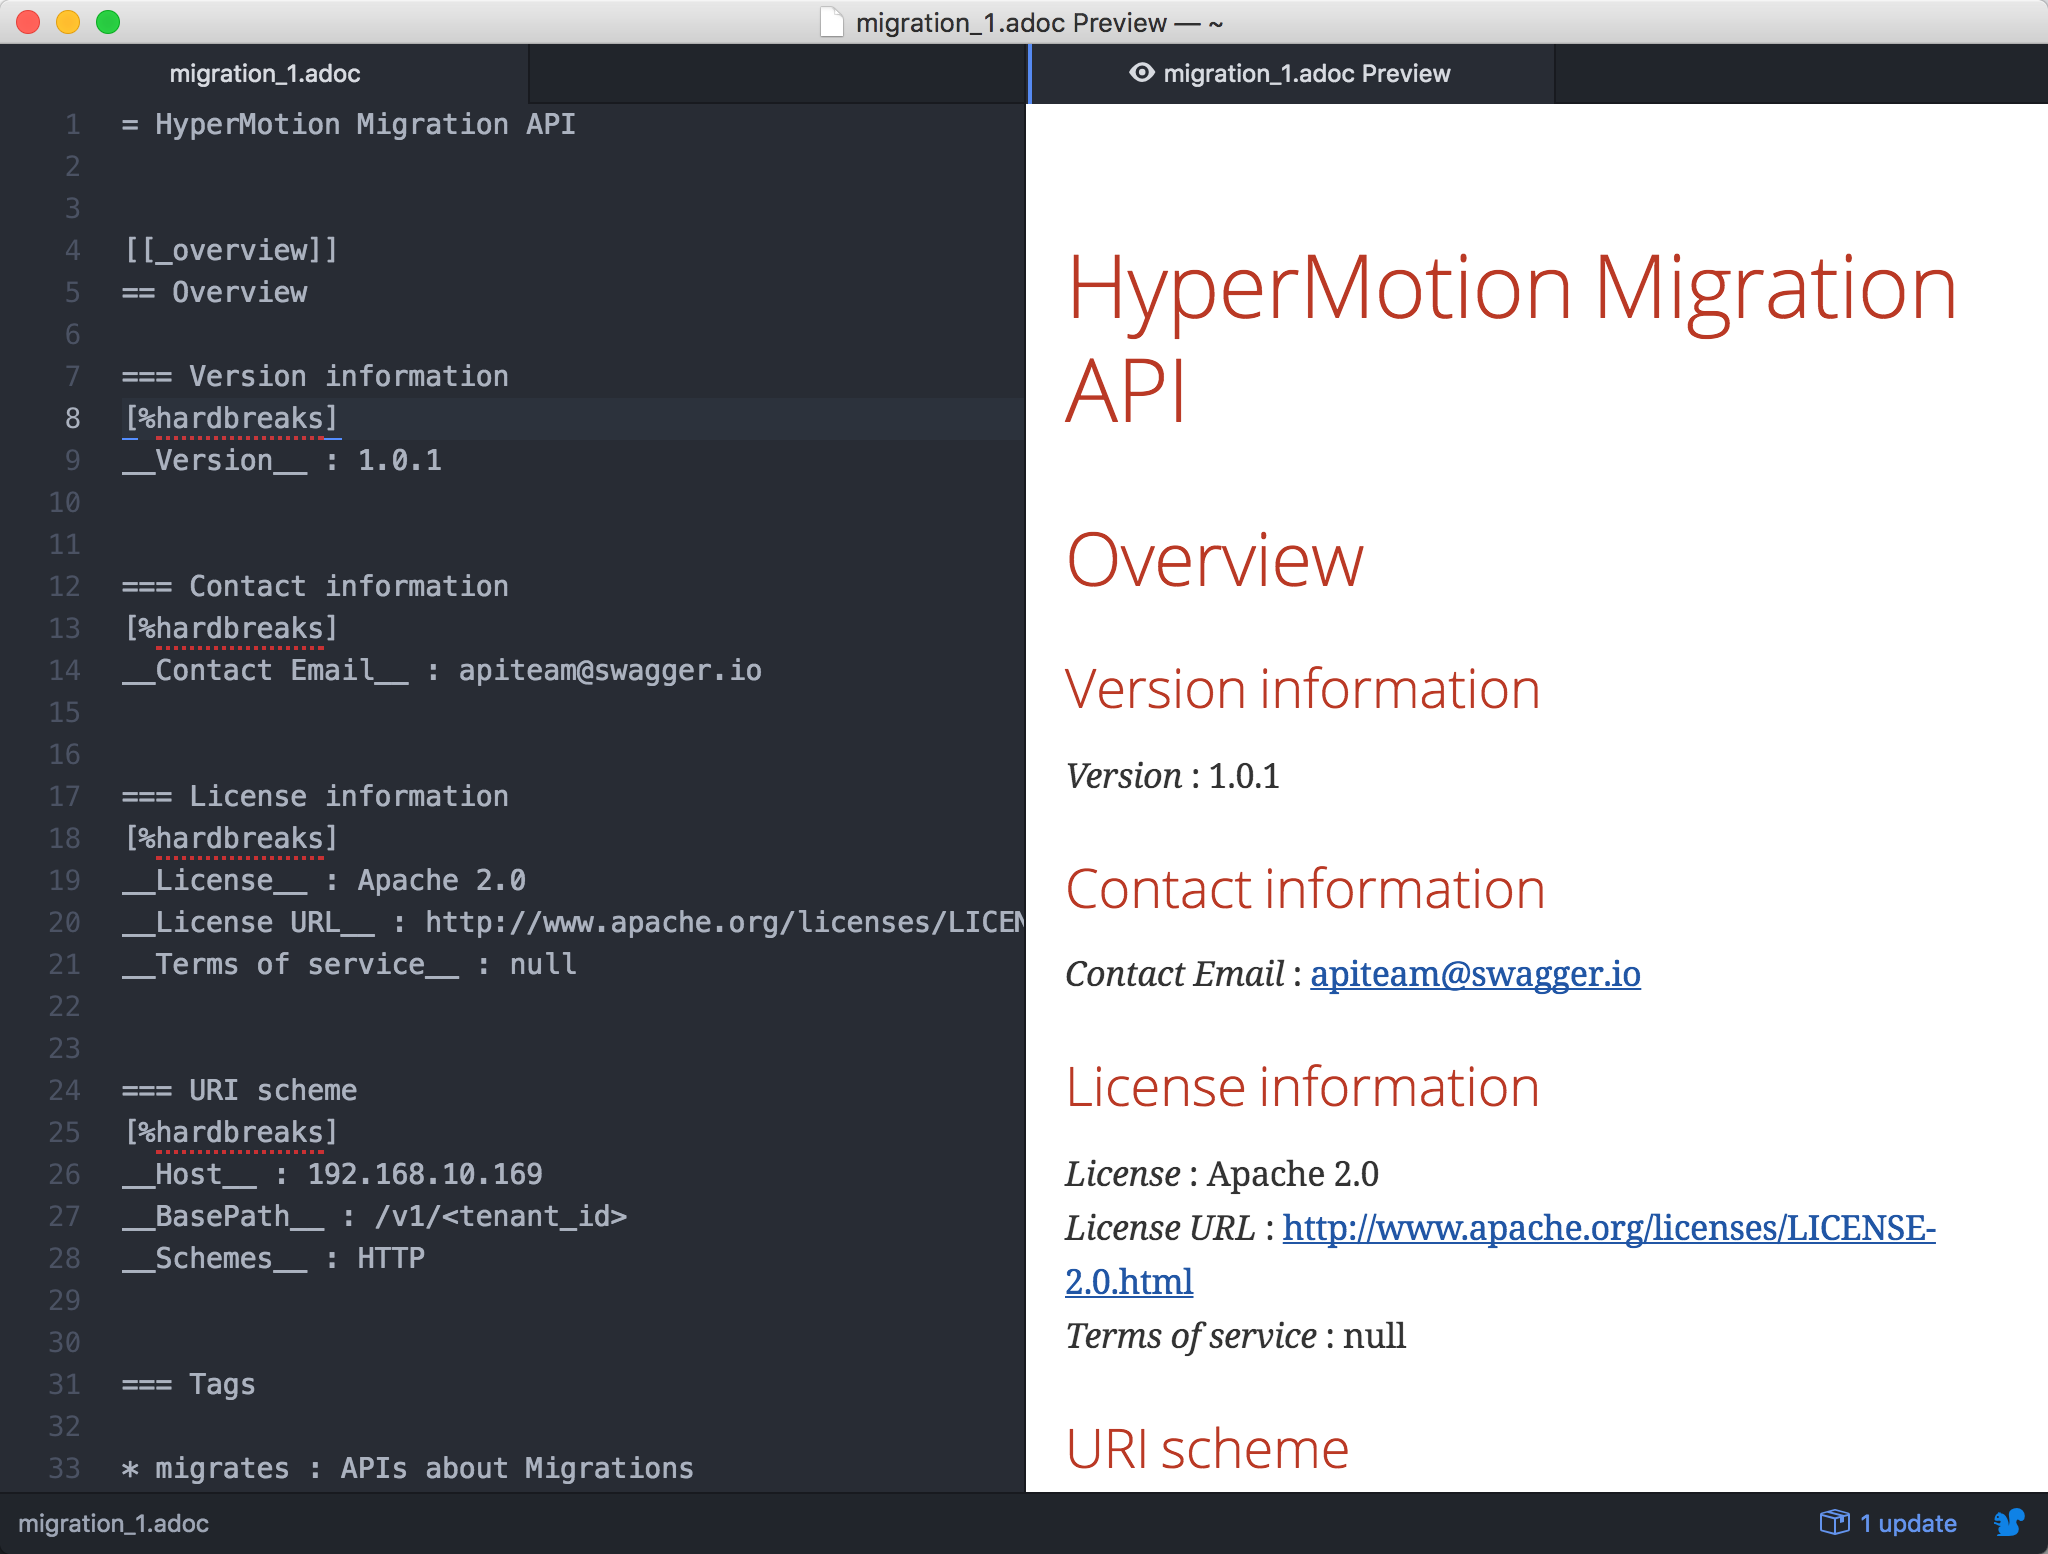 migration_1.adoc Preview — ~
migration_1.adoc
1 = HyperMotion Migration API
2
3
4 [[_overview]]
5 == Overview
6
7 === Version information
8 [%hardbreaks]
9 __Version__ : 1.0.1
10
11
12 === Contact information
13 [%hardbreaks]
14 __Contact Email__ : apiteam@swagger.io
15
16
17 === License information
18 [%hardbreaks]
19 __License__ : Apache 2.0
20 __License URL__ : http://www.apache.org/licenses/LICEN
21 __Terms of service__ : null
22
23
24 === URI scheme
25 [%hardbreaks]
26 __Host__ : 192.168.10.169
27 __BasePath__ : /v1/<tenant_id>
28 __Schemes__ : HTTP
29
30
31 === Tags
32
33 * migrates : APIs about Migrations
migration_1.adoc Preview
HyperMotion Migration
API
Overview
Version information
Version : 1.0.1
Contact information
Contact Email : apiteam@swagger.io
License information
License : Apache 2.0
License URL : http://www.apache.org/licenses/LICENSE-
2.0.html
Terms of service : null
URI scheme
migration_1.adoc
1 update